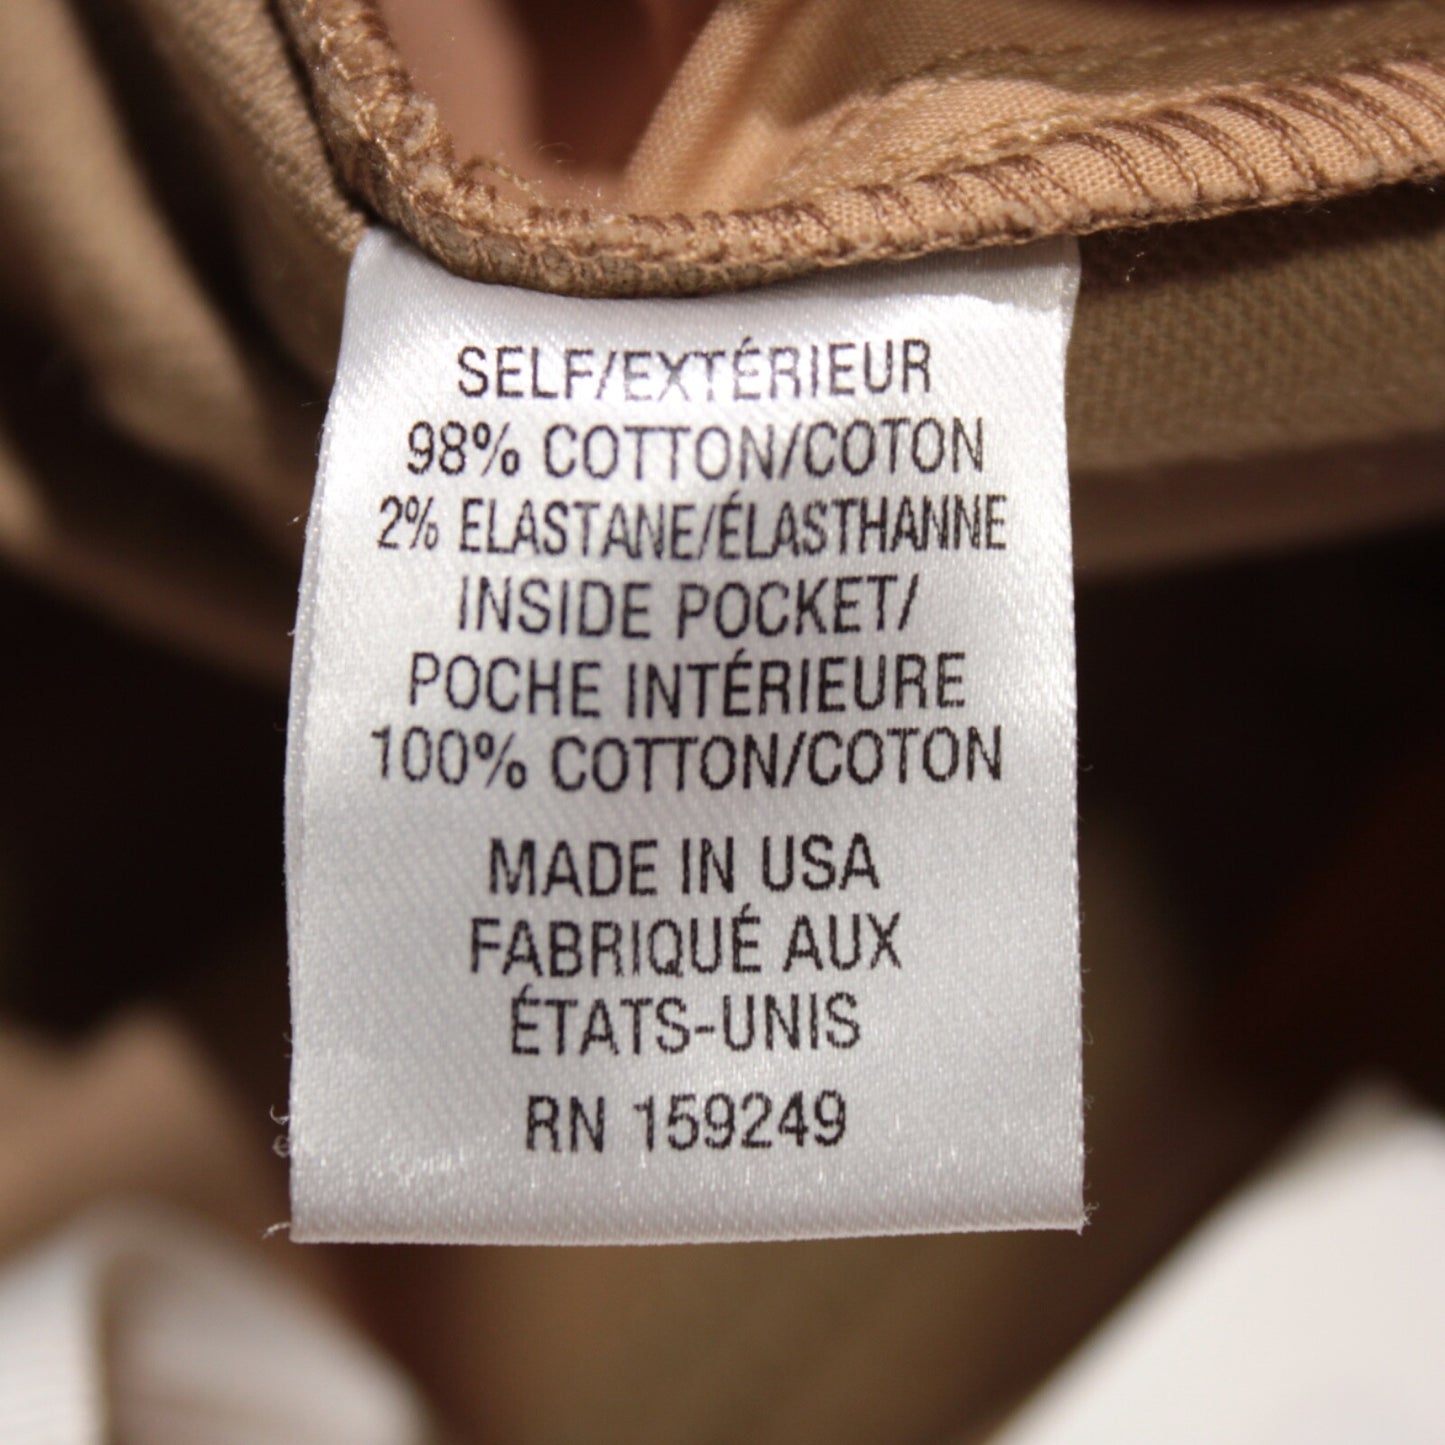 SELF/EXTÉRIEUR
98% COTTON/COTON
2% ELASTANE/ÉLASTHANNE
INSIDE POCKET/
POCHE INTÉRIEURE
100% COTTON/COTON
MADE IN USA
FABRIQUÉ AUX
ÉTATS-UNIS
RN 159249